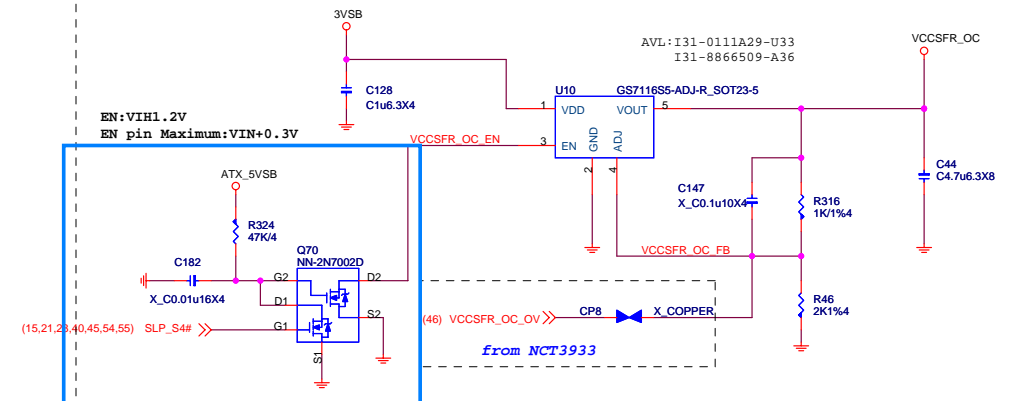 3VSB
VCCSFR_OC
AVL:I31-0111A29-U33
I31-8866509-A36
C128
C1u6.3X4
U10
GS7116S5-ADJ-R_SOT23-5
1
VDD
VOUT
5
EN:VIH1.2V
EN pin Maximum:VIN+0.3V
VCCSFR_OC_EN
3
EN
GND
ADJ
2
4
ATX_5VSB
C44
C4.7u6.3X8
C147
X_C0.1u10X4
R316
1K/1%4
R324
47K/4
Q70
NN-2N7002D
VCCSFR_OC_FB
C182
G2
D2
X_C0.01u16X4
D1
S2
R46
2K1%4
(15,21,23,40,45,54,55) SLP_S4#
G1
(46) VCCSFR_OC_OV
CP8
X_COPPER
S1
from NCT3933